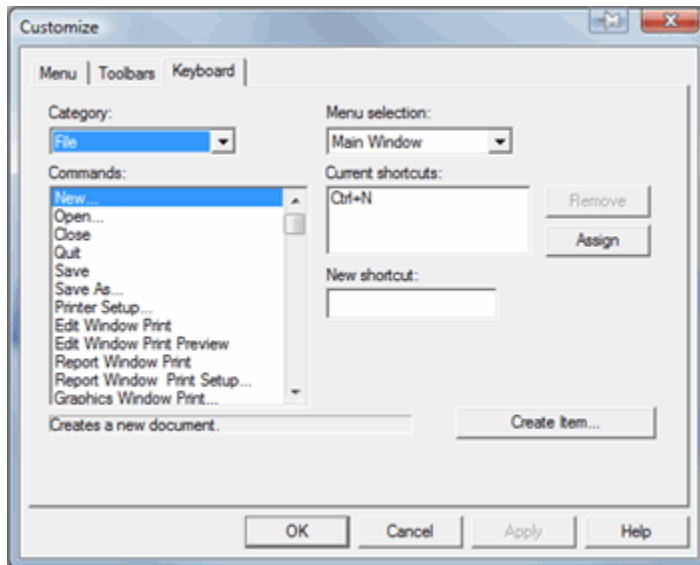 Customize
Menu
Toolbars
Keyboard
Category:
File
Commands:
New...
Open...
Close
Quit
Save
Save As...
Printer Setup...
Edit Window Print
Edit Window Print Preview
Report Window Print
Report Window Print Setup...
Graphics Window Print...
Creates a new document.
Menu selection:
Main Window
Current shortcuts:
Ctrl+N
Remove
Assign
New shortcut:
Create Item...
OK
Cancel
Apply
Help